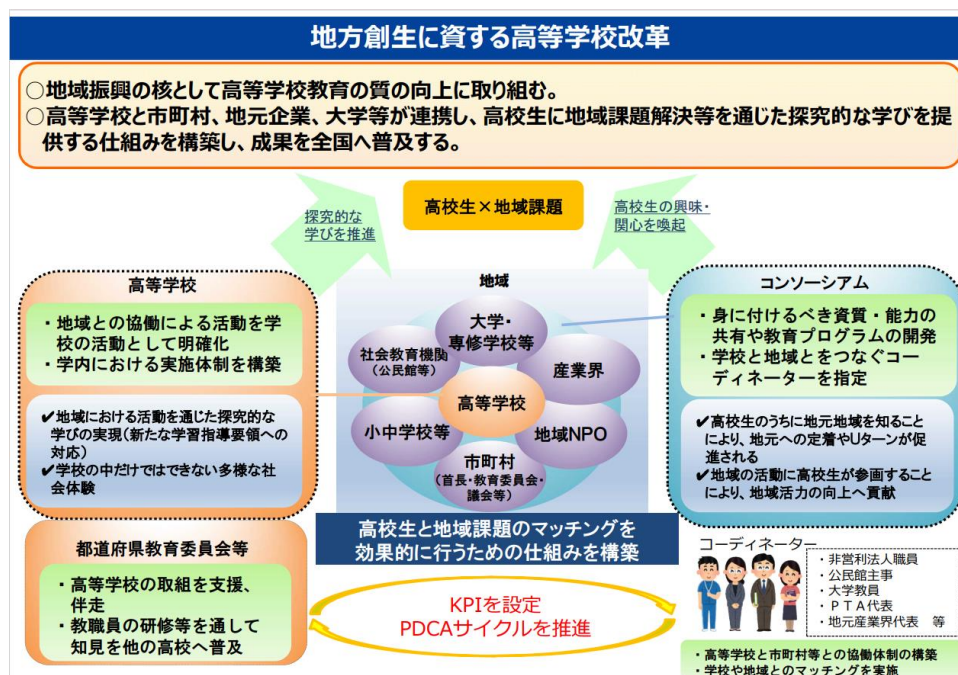 地方創生に資する高等学校改革
○地域振興の核として高等学校教育の質の向上に取り組む。
○高等学校と市町村、地元企業、大学等が連携し、高校生に地域課題解決等を通じた探究的な学びを提
供する仕組みを構築し、成果を全国へ普及する。
探究的な
学びを推進
高校生×地域課題
高校生の興味・
関心を喚起
高等学校
・地域との協働による活動を学
校の活動として明確化
・学内における実施体制を構築
✔地域における活動を通じた探究的な
学びの実現(新たな学習指導要領への
対応)
✔学校の中だけではできない多様な社
会体験
地域
大学・
専修学校等
社会教育機関
(公民館等)
産業界
高等学校
小中学校等
地域NPO
市町村
(首長・教育委員会・
議会等)
高校生と地域課題のマッチングを
効果的に行うための仕組みを構築
コンソーシアム
・身に付けるべき資質・能力の
共有や教育プログラムの開発
・学校と地域とをつなぐコー
ディネーターを指定
✔高校生のうちに地元地域を知ること
により、地元への定着やUターンが促
進される
✔地域の活動に高校生が参画すること
により、地域活力の向上へ貢献
都道府県教育委員会等
・高等学校の取組を支援、
伴走
・教職員の研修等を通して
知見を他の高校へ普及
KPIを設定
PDCAサイクルを推進
コーディネーター
・非営利法人職員
・公民館主事
・大学教員
・PTA代表
・地元産業界代表 等
・高等学校と市町村等との協働体制の構築
・学校や地域とのマッチングを実施